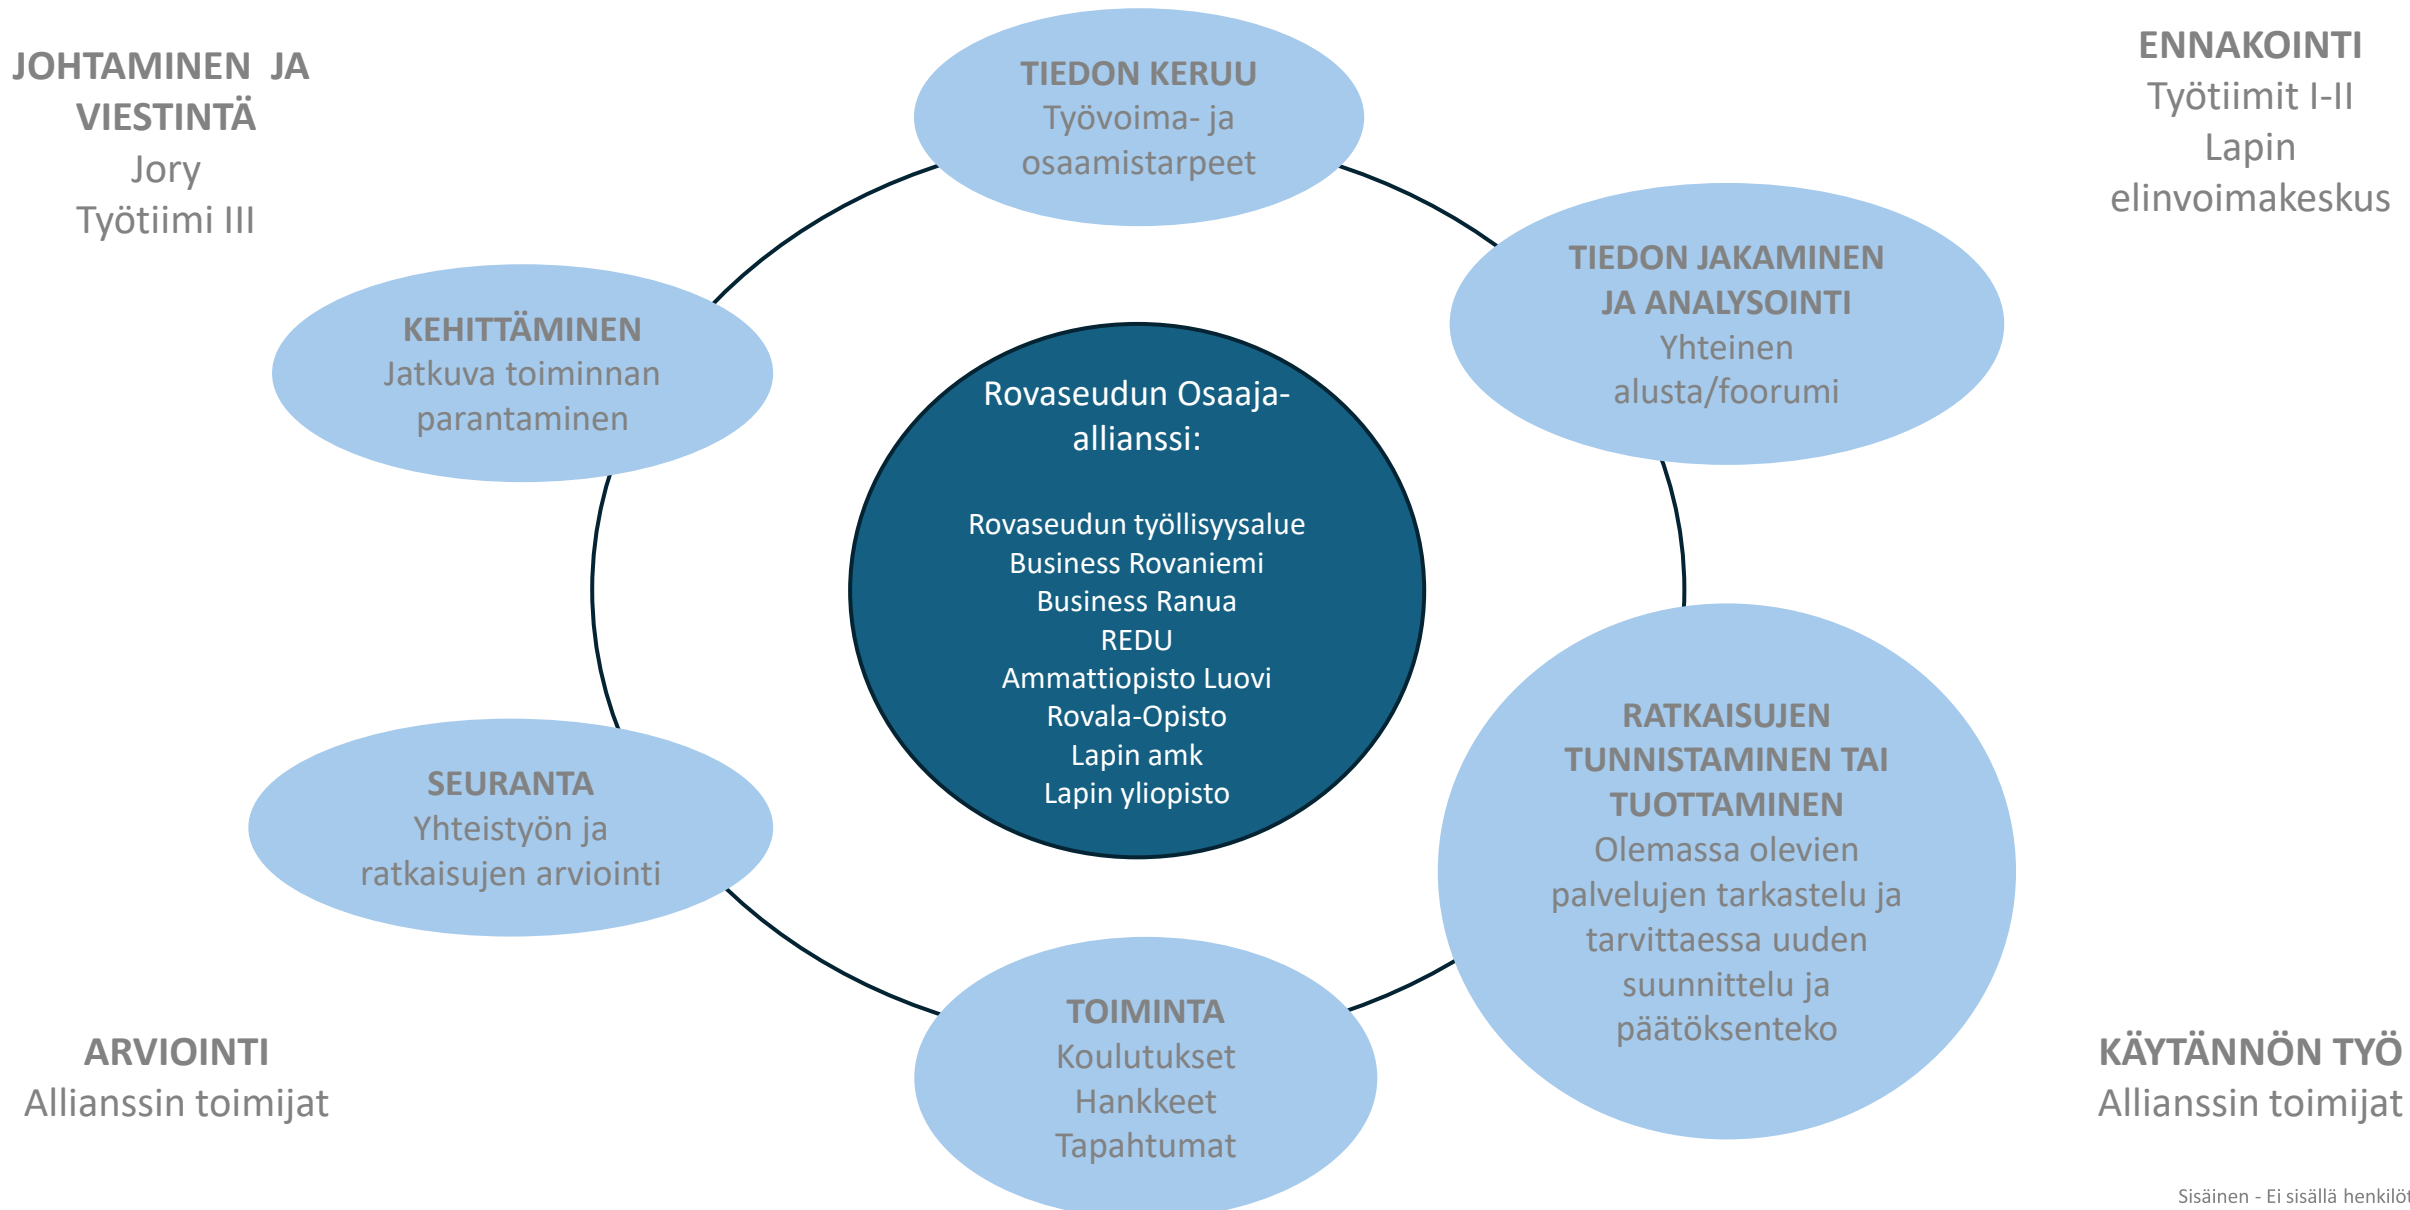 JOHTAMINEN JA
VIESTINTÄ
Jory
Työtiimi III
TIEDON KERUU
Työvoima- ja
osaamistarpeet
ENNAKOINTI
Työtiimit I-II
Lapin
elinvoimakeskus
TIEDON JAKAMINEN
JA ANALYSOINTI
Yhteinen
alusta/foorumi
KEHITTÄMINEN
Jatkuva toiminnan
parantaminen
Rovaseudun Osaaja-
allianssi:
Rovaseudun työllisyysalue
Business Rovaniemi
Business Ranua
REDU
Ammattiopisto Luovi
Rovala-Opisto
Lapin amk
Lapin yliopisto
RATKAISUJEN
TUNNISTAMINEN TAI
TUOTTAMINEN
Olemassa olevien
palvelujen tarkastelu ja
tarvittaessa uuden
suunnittelu ja
päätöksenteko
SEURANTA
Yhteistyön ja
ratkaisujen arviointi
TOIMINTA
Koulutukset
Hankkeet
Tapahtumat
ARVIOINTI
Allianssin toimijat
KÄYTÄNNÖN TYÖ
Allianssin toimijat
Sisäinen - Ei sisällä henkilöt